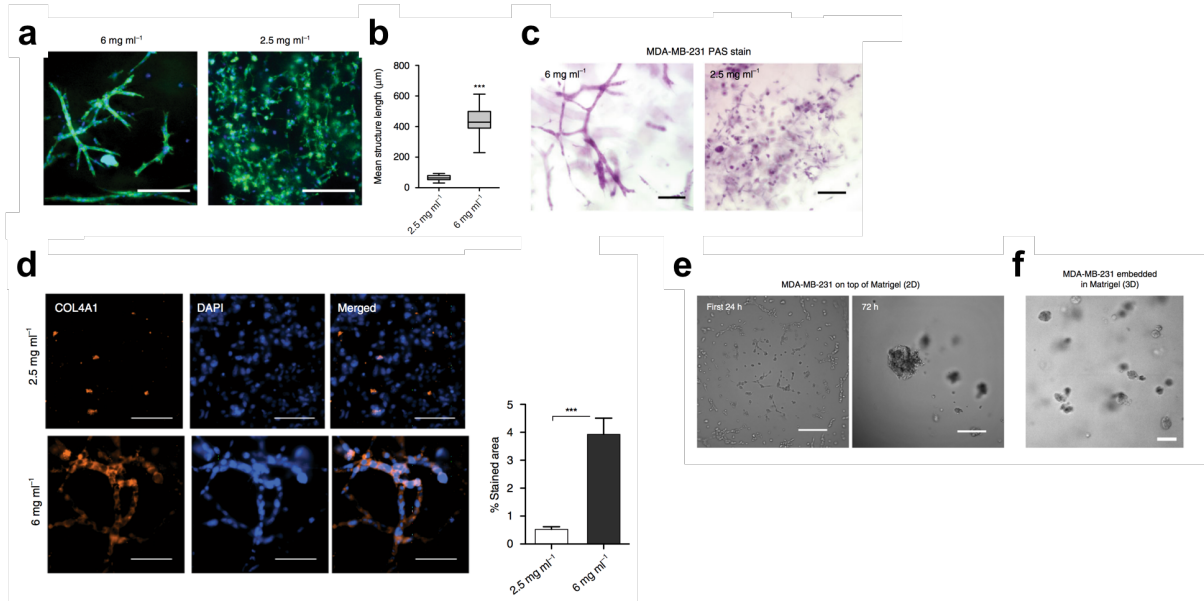 a
6 mg ml⁻¹
2.5 mg ml⁻¹
b
Mean structure length (μm)
800
600
400
200
0
***
2.5 mg ml⁻¹
6 mg ml⁻¹
c
MDA-MB-231 PAS stain
6 mg ml⁻¹
2.5 mg ml⁻¹
d
COL4A1
DAPI
Merged
2.5 mg ml⁻¹
6 mg ml⁻¹
% Stained area
5
4
3
2
1
0
***
2.5 mg ml⁻¹
6 mg ml⁻¹
e
MDA-MB-231 on top of Matrigel (2D)
First 24 h
72 h
f
MDA-MB-231 embedded
in Matrigel (3D)